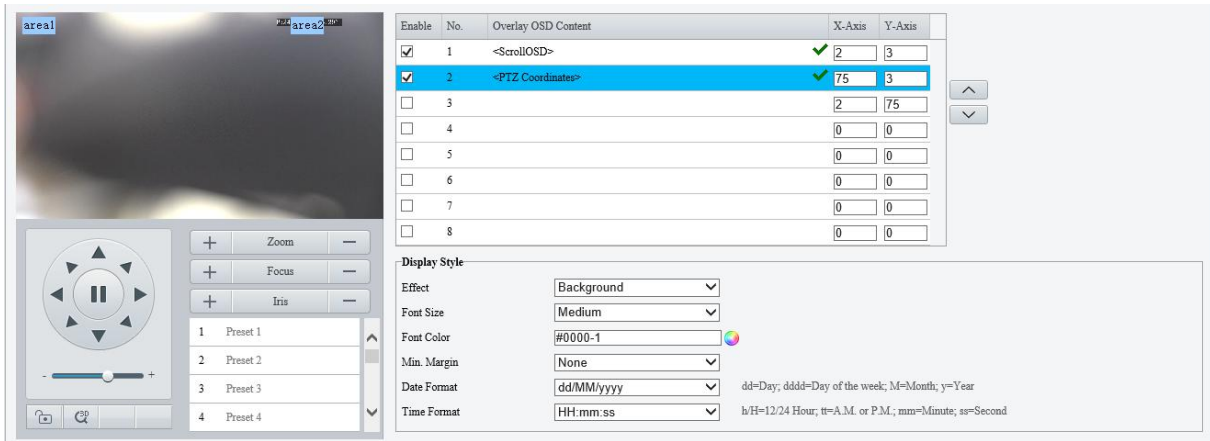 area1 area2
Enable No. Overlay OSD Content X-Axis Y-Axis
1 <ScrollOSD> 2 3
2 <PTZ Coordinates> 75 3
3 2 75
4 0 0
5 0 0
6 0 0
7 0 0
8 0 0
Zoom
Focus
Iris
1 Preset 1
2 Preset 2
3 Preset 3
4 Preset 4
- +
3D
Display Style
Effect Background
Font Size Medium
Font Color #0000-1
Min. Margin None
Date Format dd/MM/yyyy dd=Day; dddd=Day of the week; M=Month; y=Year
Time Format HH:mm:ss h/H=12/24 Hour; tt=A.M. or P.M.; mm=Minute; ss=Second